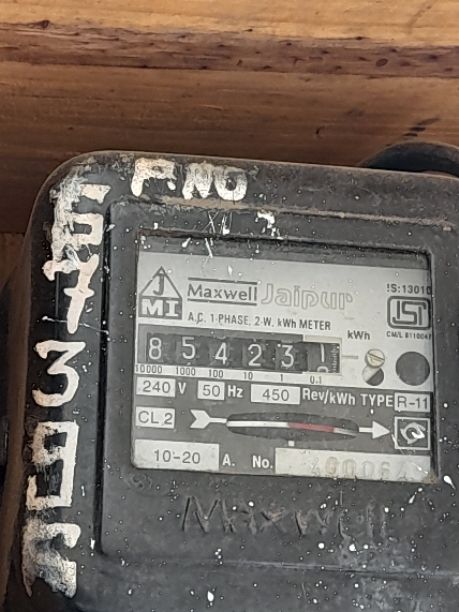 P.NO
J
MI
Maxwell Jaipur
IS:13010
A.C. 1-PHASE, 2-W. kWh METER
CM/L 8110047
kWh
8 5 4 2 3 1
10000 1000 100 10 1 0.1
240 V 50 Hz 450 Rev/kWh TYPE R-11
CL.2
10-20 A. No.
Maxwell